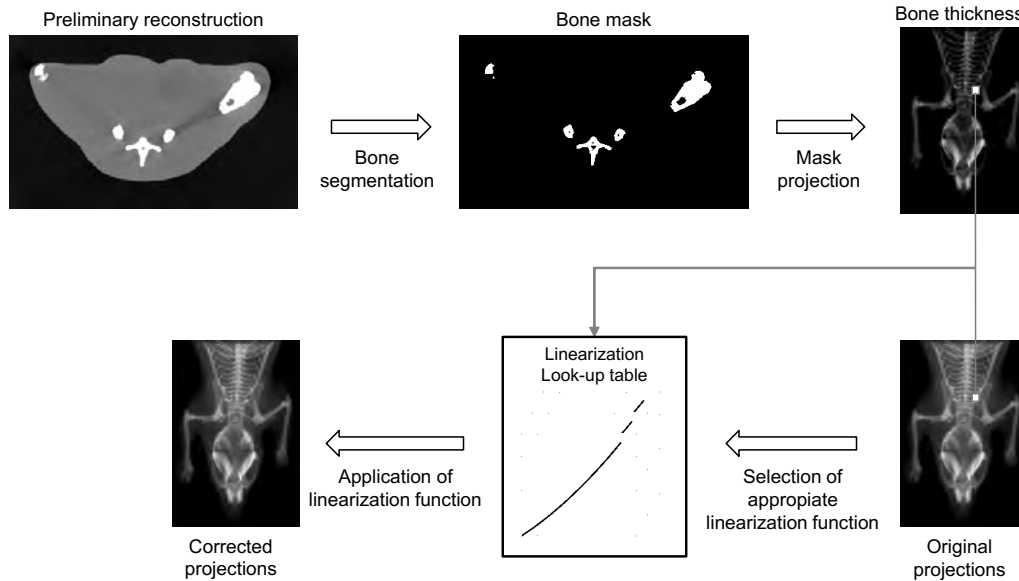 Preliminary reconstruction
Bone mask
Bone thickness
Bone
segmentation
Mask
projection
Linearization
Look-up table
Application of
linearization function
Selection of
appropiate
linearization function
Corrected
projections
Original
projections